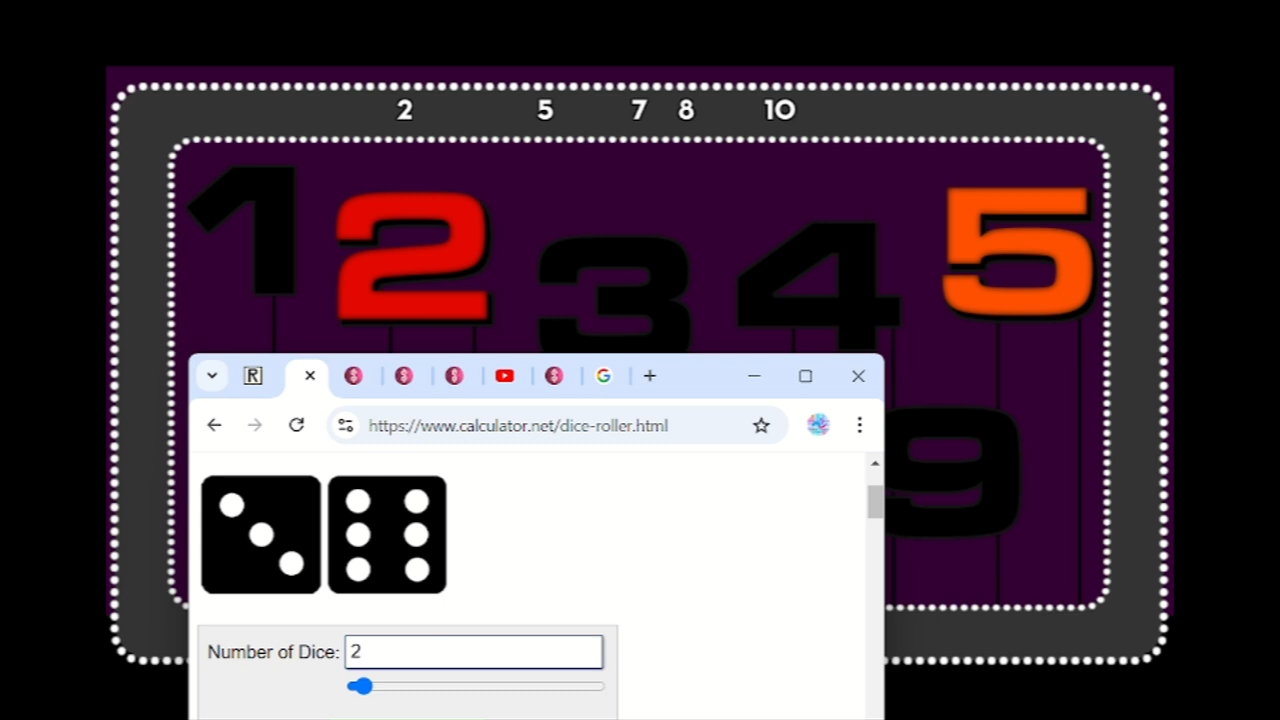 2 5 7 8 10
1 2 3 4 5
9
https://www.calculator.net/dice-roller.html
Number of Dice: 2